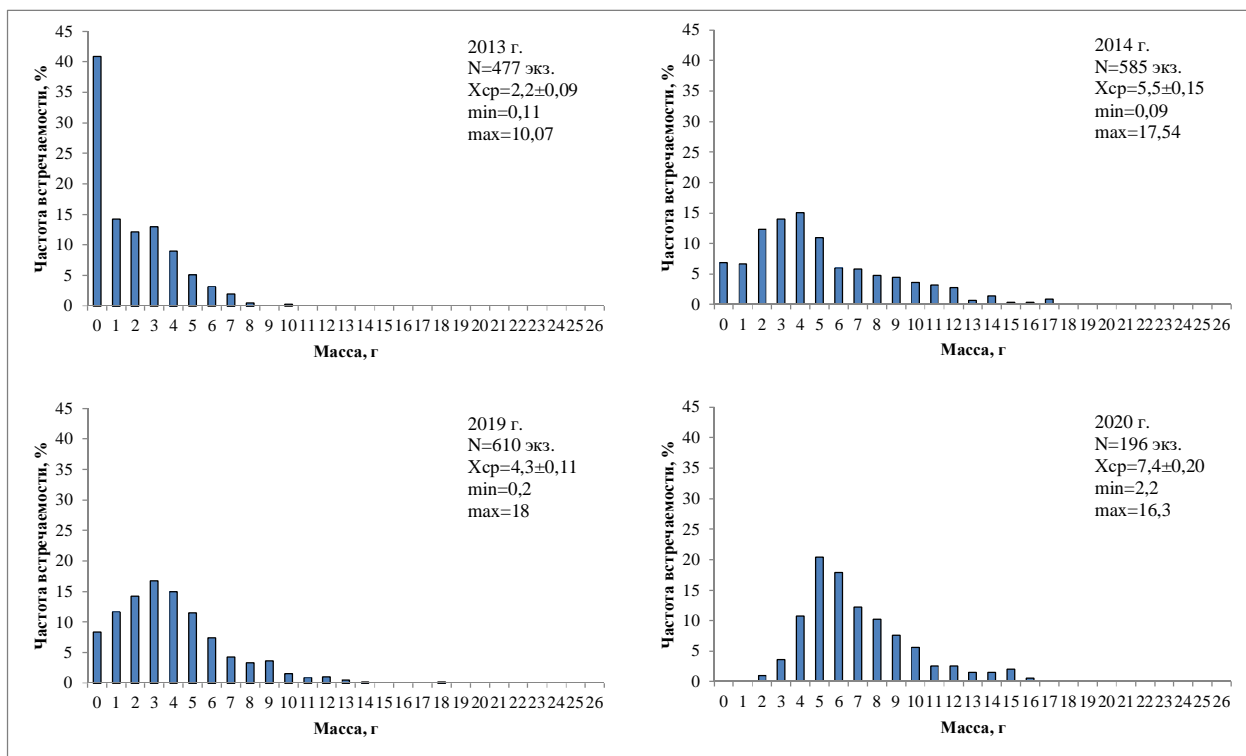 45
40
35
30
25
20
15
10
5
0
Частота встречаемости, %
2013 г.
N=477 экз.
Xср=2,2±0,09
min=0,11
max=10,07
0 1 2 3 4 5 6 7 8 9 10 11 12 13 14 15 16 17 18 19 20 21 22 23 24 25 26
Масса, г
45
40
35
30
25
20
15
10
5
0
Частота встречаемости, %
2014 г.
N=585 экз.
Xср=5,5±0,15
min=0,09
max=17,54
0 1 2 3 4 5 6 7 8 9 10 11 12 13 14 15 16 17 18 19 20 21 22 23 24 25 26
Масса, г
45
40
35
30
25
20
15
10
5
0
Частота встречаемости, %
2019 г.
N=610 экз.
Xср=4,3±0,11
min=0,2
max=18
0 1 2 3 4 5 6 7 8 9 10 11 12 13 14 15 16 17 18 19 20 21 22 23 24 25 26
Масса, г
45
40
35
30
25
20
15
10
5
0
Частота встречаемости, %
2020 г.
N=196 экз.
Xср=7,4±0,20
min=2,2
max=16,3
0 1 2 3 4 5 6 7 8 9 10 11 12 13 14 15 16 17 18 19 20 21 22 23 24 25 26
Масса, г